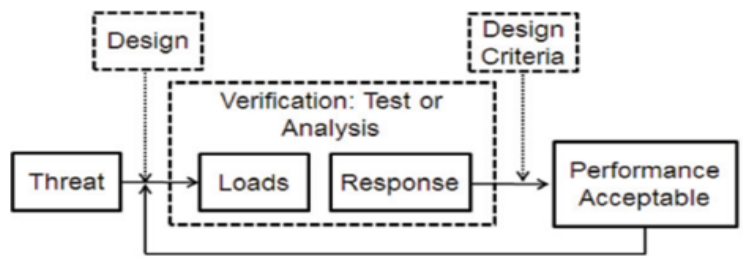 Design
Design
Criteria
Verification: Test or
Analysis
Threat
Loads
Response
Performance
Acceptable